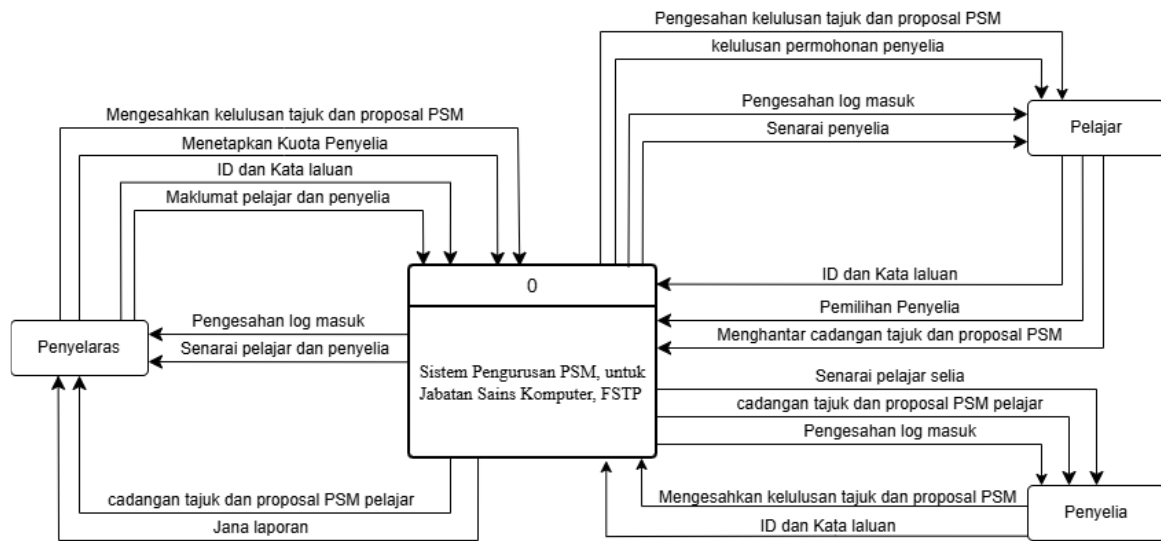 Pengesahan kelulusan tajuk dan proposal PSM
kelulusan permohonan penyelia
Pengesahan log masuk
Senarai penyelia
Pelajar
Mengesahkan kelulusan tajuk dan proposal PSM
Menetapkan Kuota Penyelia
ID dan Kata laluan
Maklumat pelajar dan penyelia
0
Sistem Pengurusan PSM, untuk
Jabatan Sains Komputer, FSTP
ID dan Kata laluan
Pemilihan Penyelia
Menghantar cadangan tajuk dan proposal PSM
Penyelaras
Pengesahan log masuk
Senarai pelajar dan penyelia
Senarai pelajar selia
cadangan tajuk dan proposal PSM pelajar
Pengesahan log masuk
Mengesahkan kelulusan tajuk dan proposal PSM
ID dan Kata laluan
Penyelia
cadangan tajuk dan proposal PSM pelajar
Jana laporan